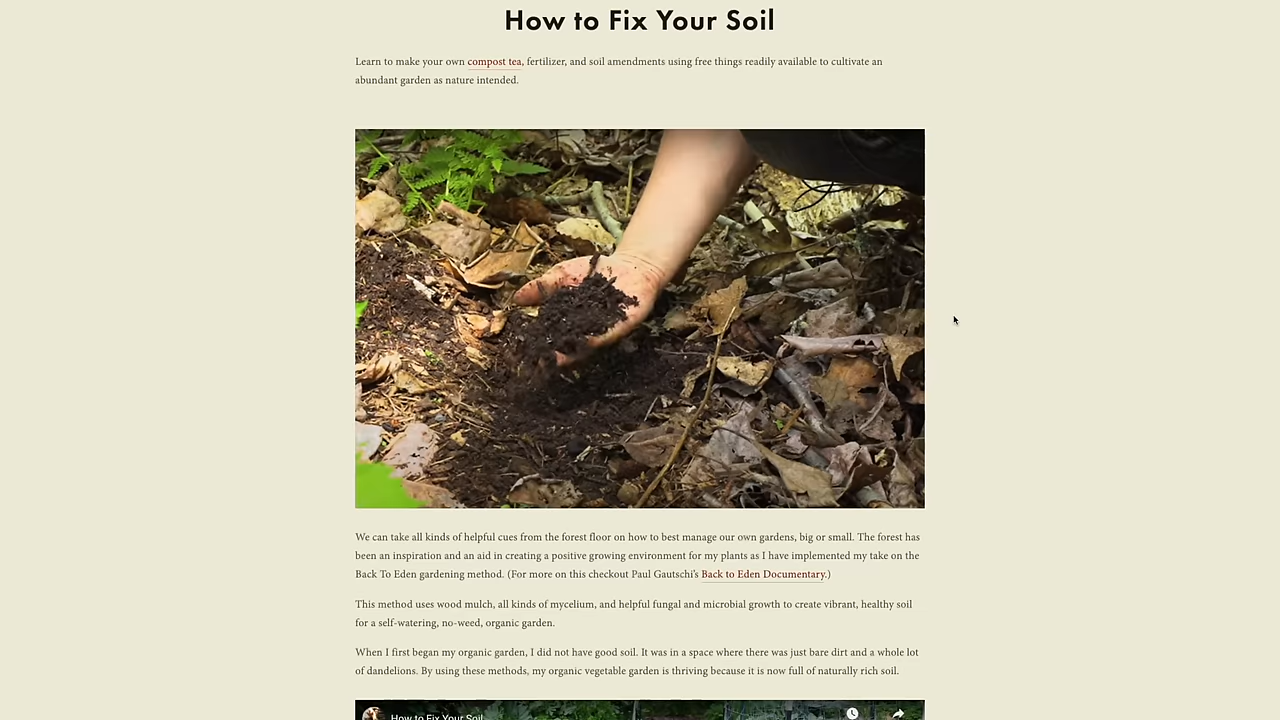 How to Fix Your Soil
Learn to make your own compost tea, fertilizer, and soil amendments using free things readily available to cultivate an
abundant garden as nature intended.
We can take all kinds of helpful cues from the forest floor on how to best manage our own gardens, big or small. The forest has
been an inspiration and an aid in creating a positive growing environment for my plants as I have implemented my take on the
Back To Eden gardening method. (For more on this checkout Paul Gautschi's Back to Eden Documentary.)
This method uses wood mulch, all kinds of mycelium, and helpful fungal and microbial growth to create vibrant, healthy soil
for a self-watering, no-weed, organic garden.
When I first began my organic garden, I did not have good soil. It was in a space where there was just bare dirt and a whole lot
of dandelions. By using these methods, my organic vegetable garden is thriving because it is now full of naturally rich soil.
How to Fix Your Soil